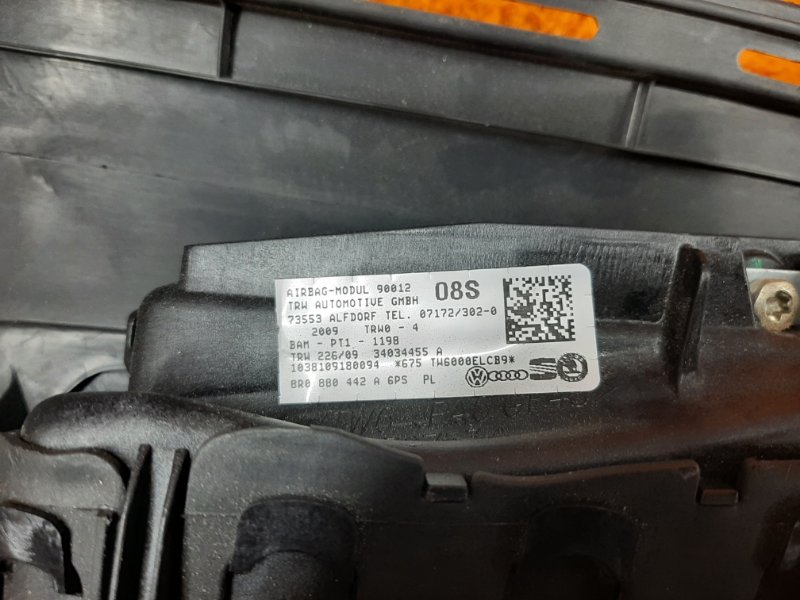 AIRBAG-MODUL 90012 08S
TRW AUTOMOTIVE GMBH
73553 ALFDORF TEL. 07172/302-0
2009 TRW0 - 4
BAM - PT1 - 1198
TRW 226/09 34034455 A
1038109180094 *675 TW6000ELCB9*
8R0 880 442 A 6PS PL